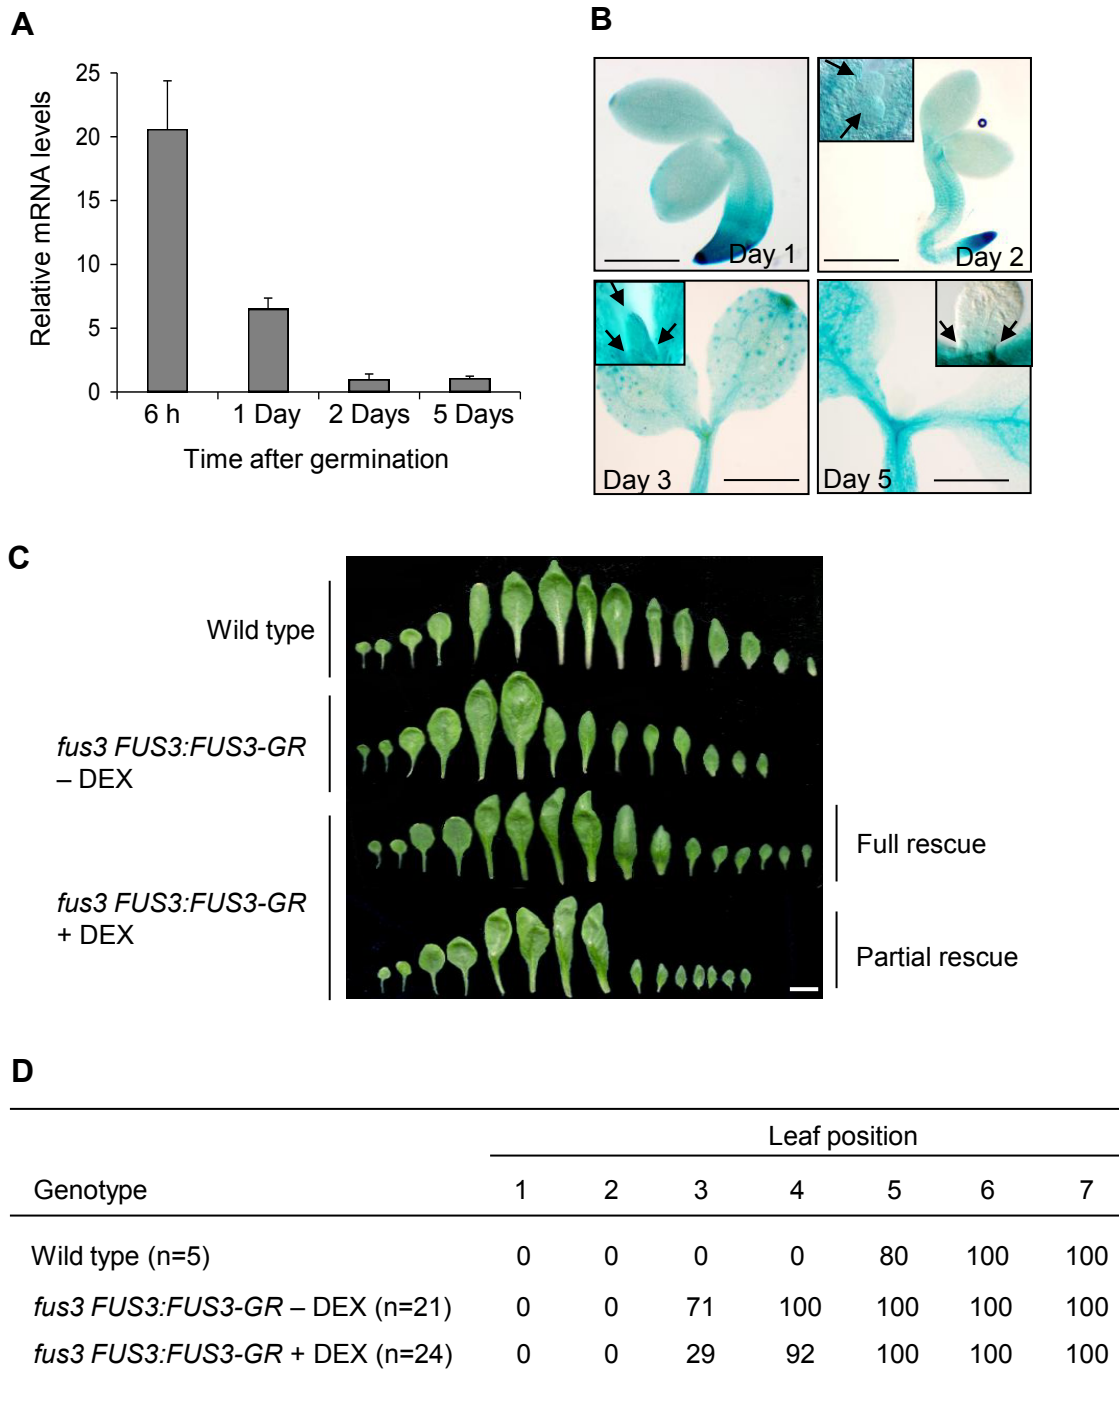 A
25
20
15
10
5
0
Relative mRNA levels
6 h 1 Day 2 Days 5 Days
Time after germination
B
Day 1
Day 2
Day 3
Day 5
C
Wild type
fus3 FUS3:FUS3-GR
– DEX
fus3 FUS3:FUS3-GR
+ DEX
Full rescue
Partial rescue
D
Leaf position
Genotype 1 2 3 4 5 6 7
Wild type (n=5) 0 0 0 0 80 100 100
fus3 FUS3:FUS3-GR – DEX (n=21) 0 0 71 100 100 100 100
fus3 FUS3:FUS3-GR + DEX (n=24) 0 0 29 92 100 100 100